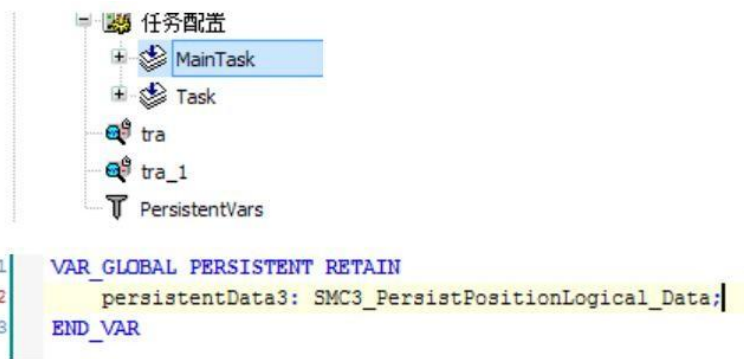 任务配置
MainTask
Task
tra
tra_1
PersistentVars
1 VAR_GLOBAL PERSISTENT RETAIN
2 persistentData3: SMC3_PersistPositionLogical_Data;
3 END_VAR